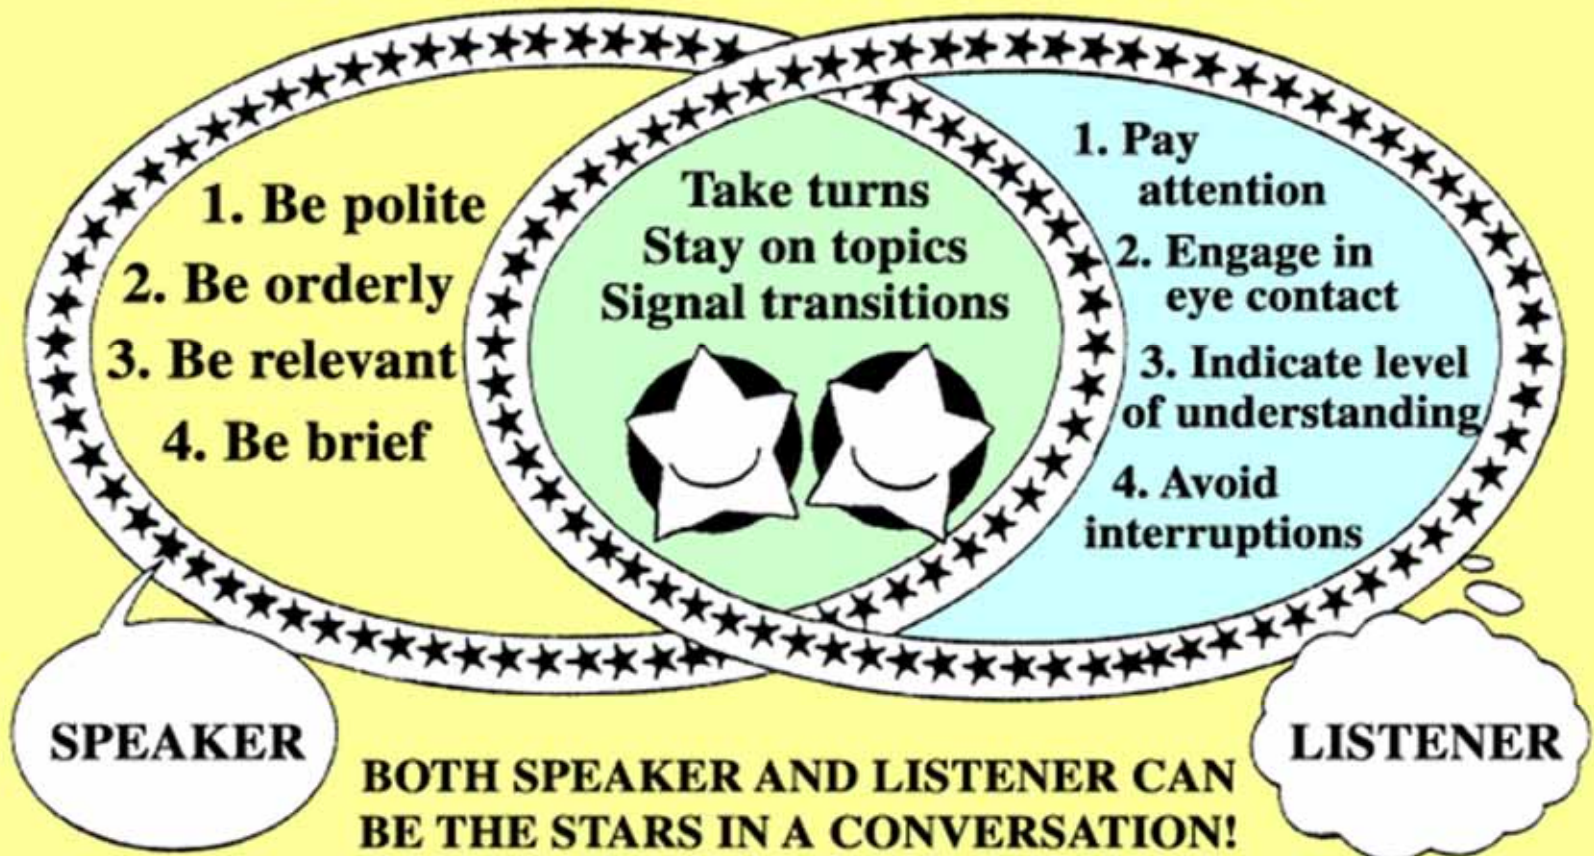 1. Be polite
2. Be orderly
3. Be relevant
4. Be brief
Take turns
Stay on topics
Signal transitions
1. Pay
attention
2. Engage in
eye contact
3. Indicate level
of understanding
4. Avoid
interruptions
SPEAKER
LISTENER
BOTH SPEAKER AND LISTENER CAN
BE THE STARS IN A CONVERSATION!